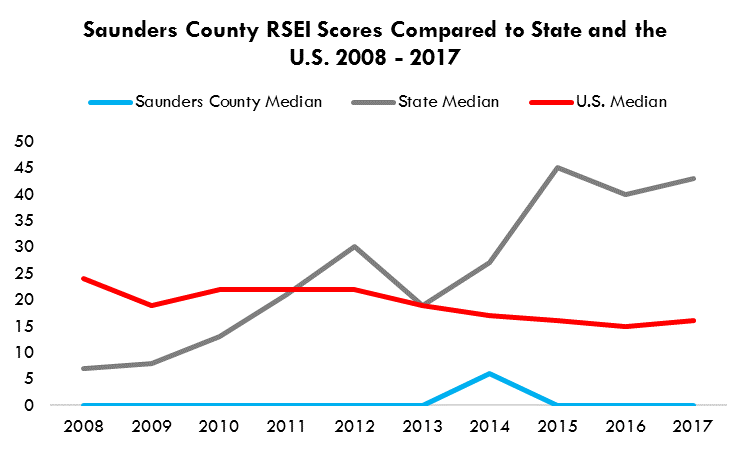 Saunders County RSEI Scores Compared to State and the
U.S. 2008 - 2017
Saunders County Median State Median U.S. Median
50
45
40
35
30
25
20
15
10
5
0
2008 2009 2010 2011 2012 2013 2014 2015 2016 2017